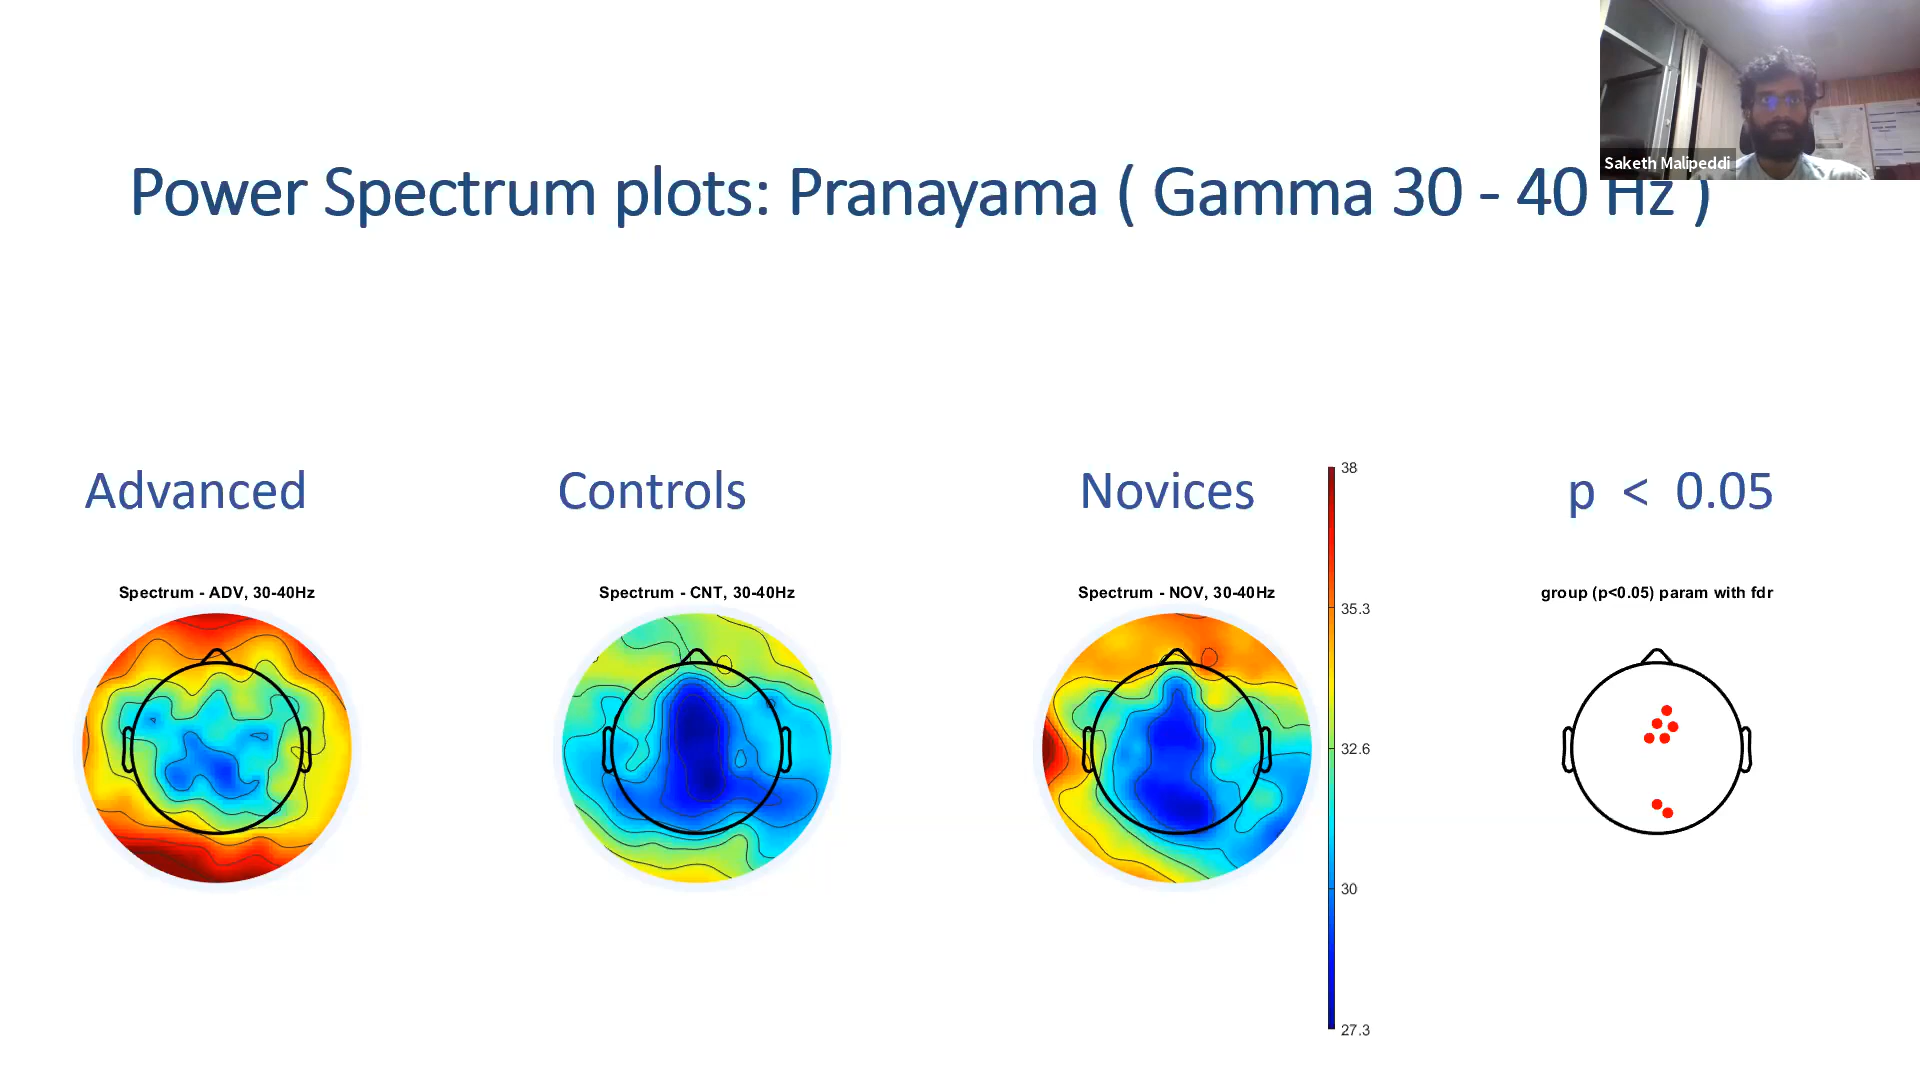 Saketh Malipeddi
Power Spectrum plots: Pranayama ( Gamma 30 - 40 Hz )
Advanced
Controls
Novices
p < 0.05
Spectrum - ADV, 30-40Hz
Spectrum - CNT, 30-40Hz
Spectrum - NOV, 30-40Hz
group (p<0.05) param with fdr
38
35.3
32.6
30
27.3